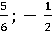 5/6 ; - 1/2